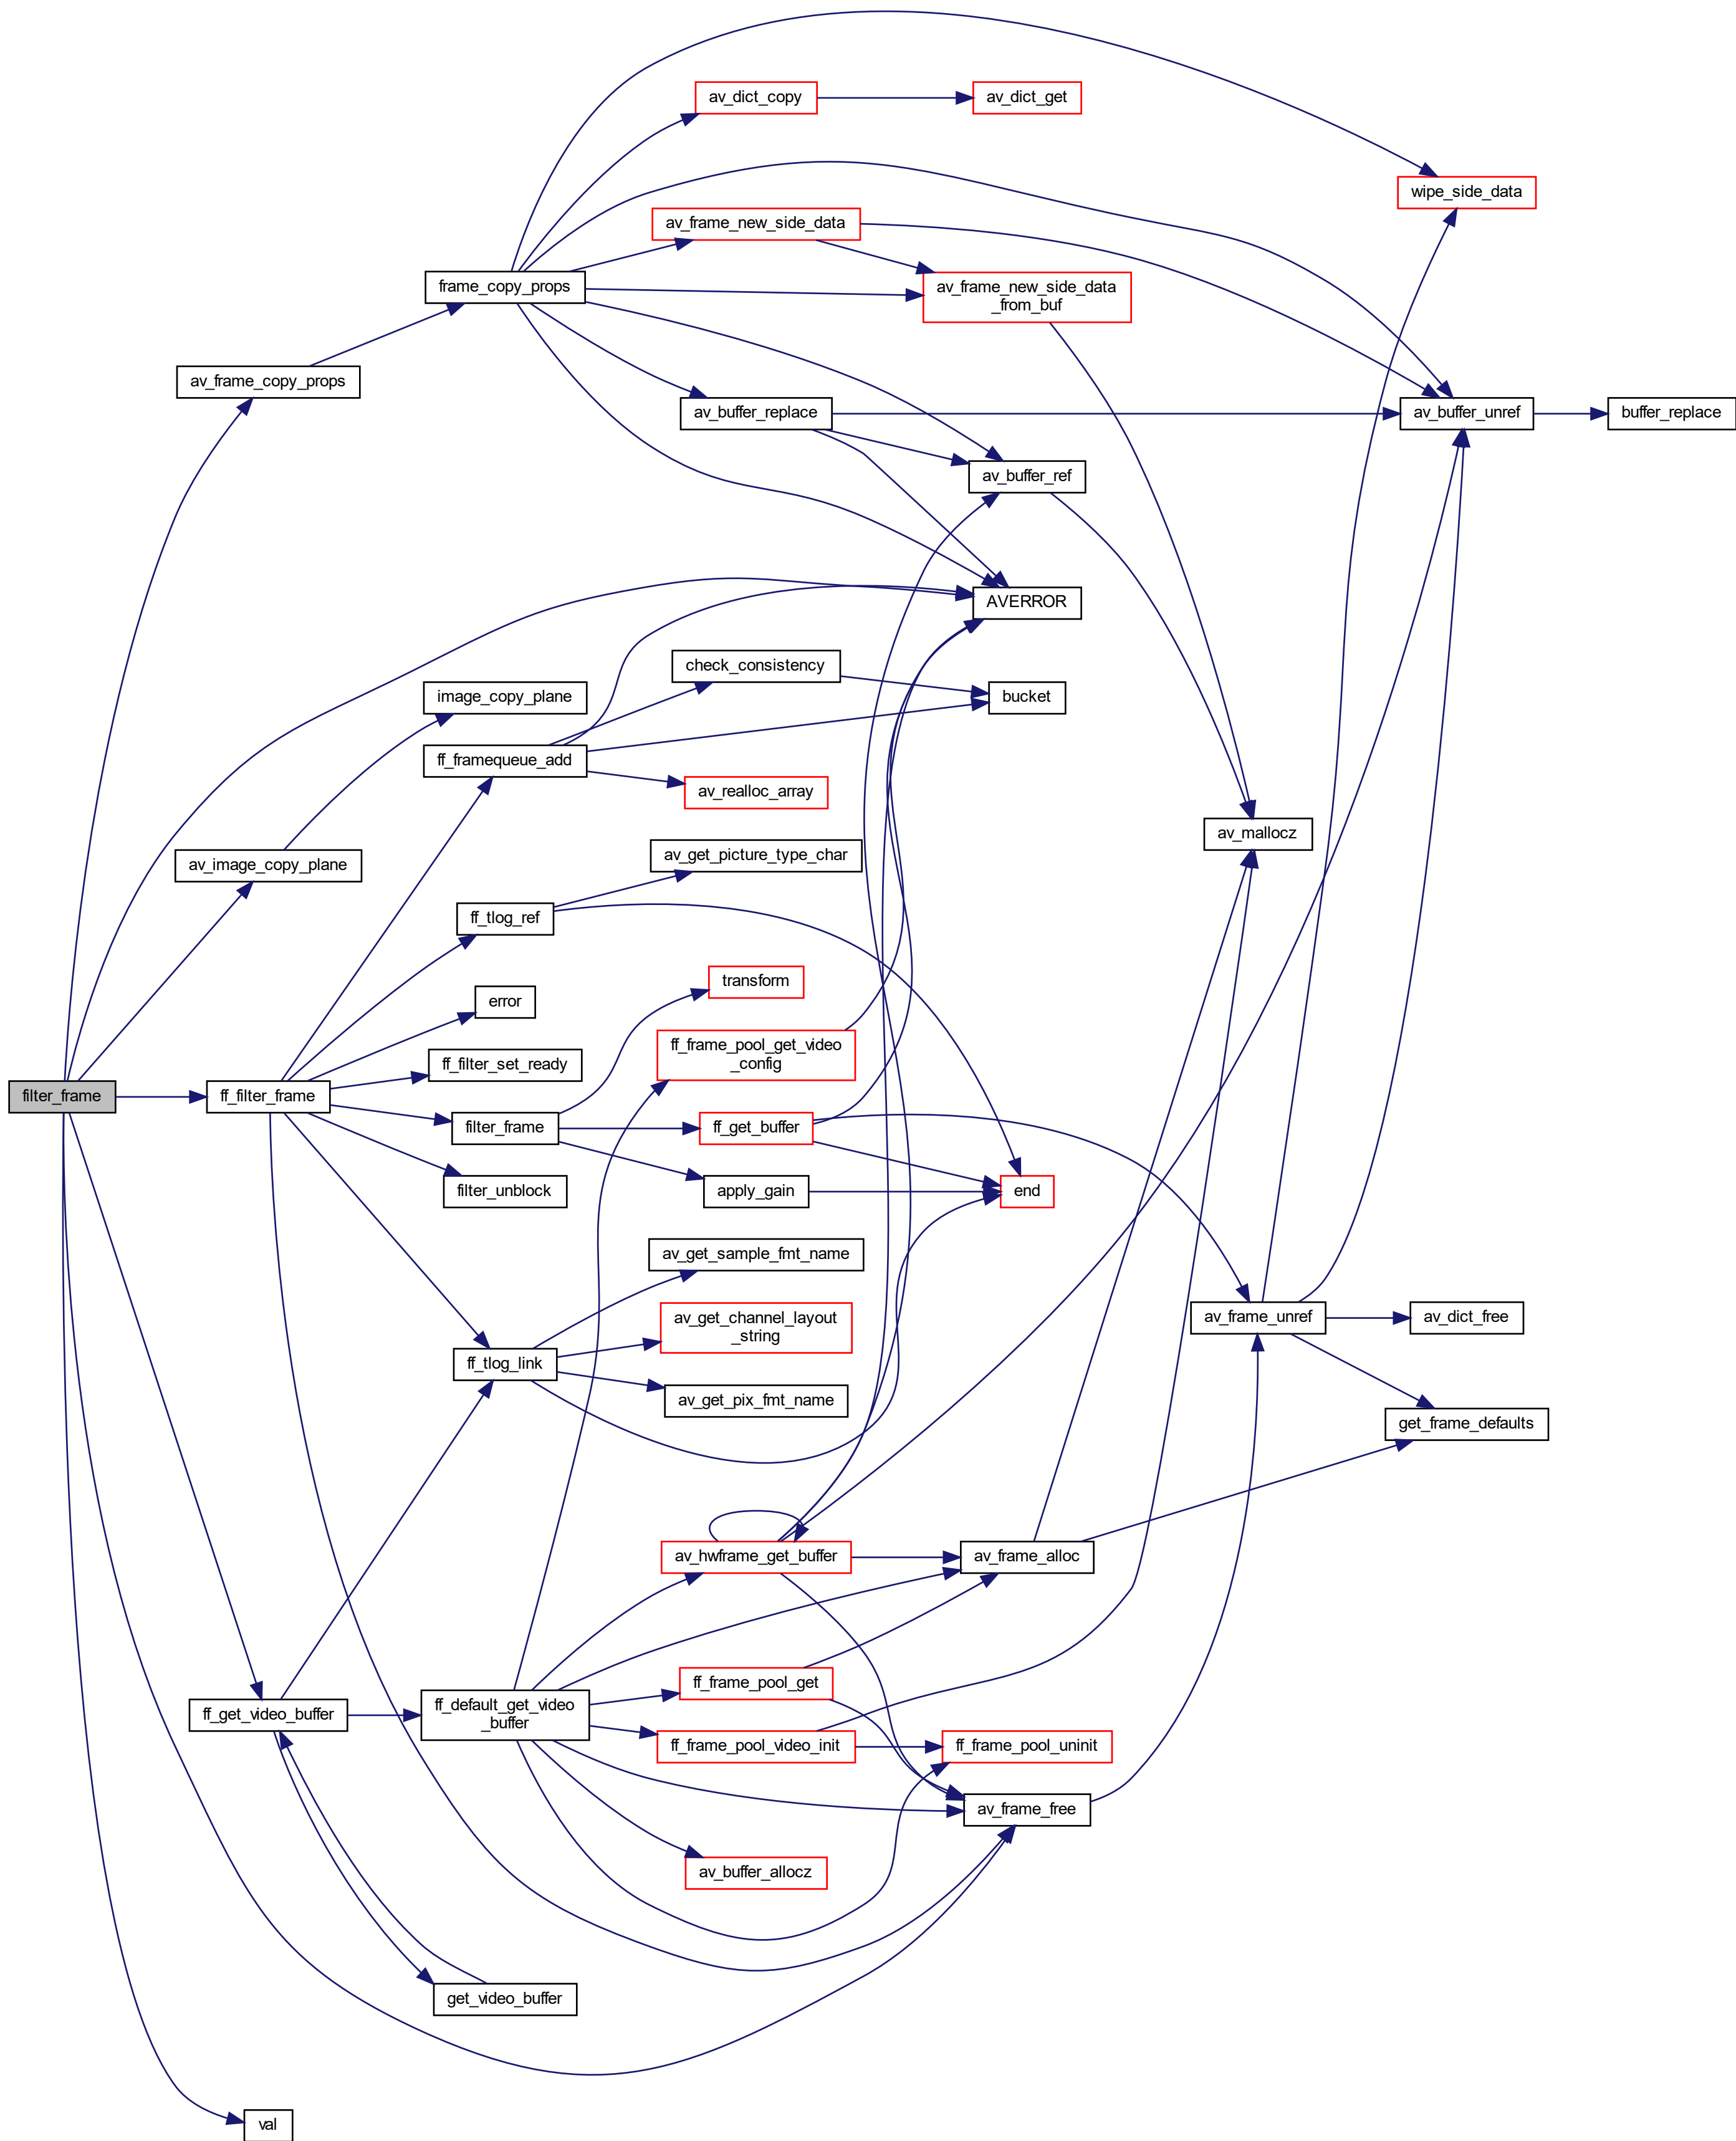 av_dict_copy
av_dict_get
wipe_side_data
av_frame_new_side_data
frame_copy_props
av_frame_new_side_data
_from_buf
av_frame_copy_props
av_buffer_replace
av_buffer_unref
buffer_replace
av_buffer_ref
AVERROR
check_consistency
image_copy_plane
bucket
ff_framequeue_add
av_realloc_array
av_mallocz
av_image_copy_plane
av_get_picture_type_char
ff_tlog_ref
transform
error
ff_frame_pool_get_video
_config
ff_filter_set_ready
filter_frame
ff_filter_frame
filter_frame
ff_get_buffer
filter_unblock
apply_gain
end
av_get_sample_fmt_name
av_get_channel_layout
_string
av_frame_unref
av_dict_free
ff_tlog_link
av_get_pix_fmt_name
get_frame_defaults
av_hwframe_get_buffer
av_frame_alloc
ff_frame_pool_get
ff_get_video_buffer
ff_default_get_video
_buffer
ff_frame_pool_video_init
ff_frame_pool_uninit
av_frame_free
av_buffer_allocz
get_video_buffer
val